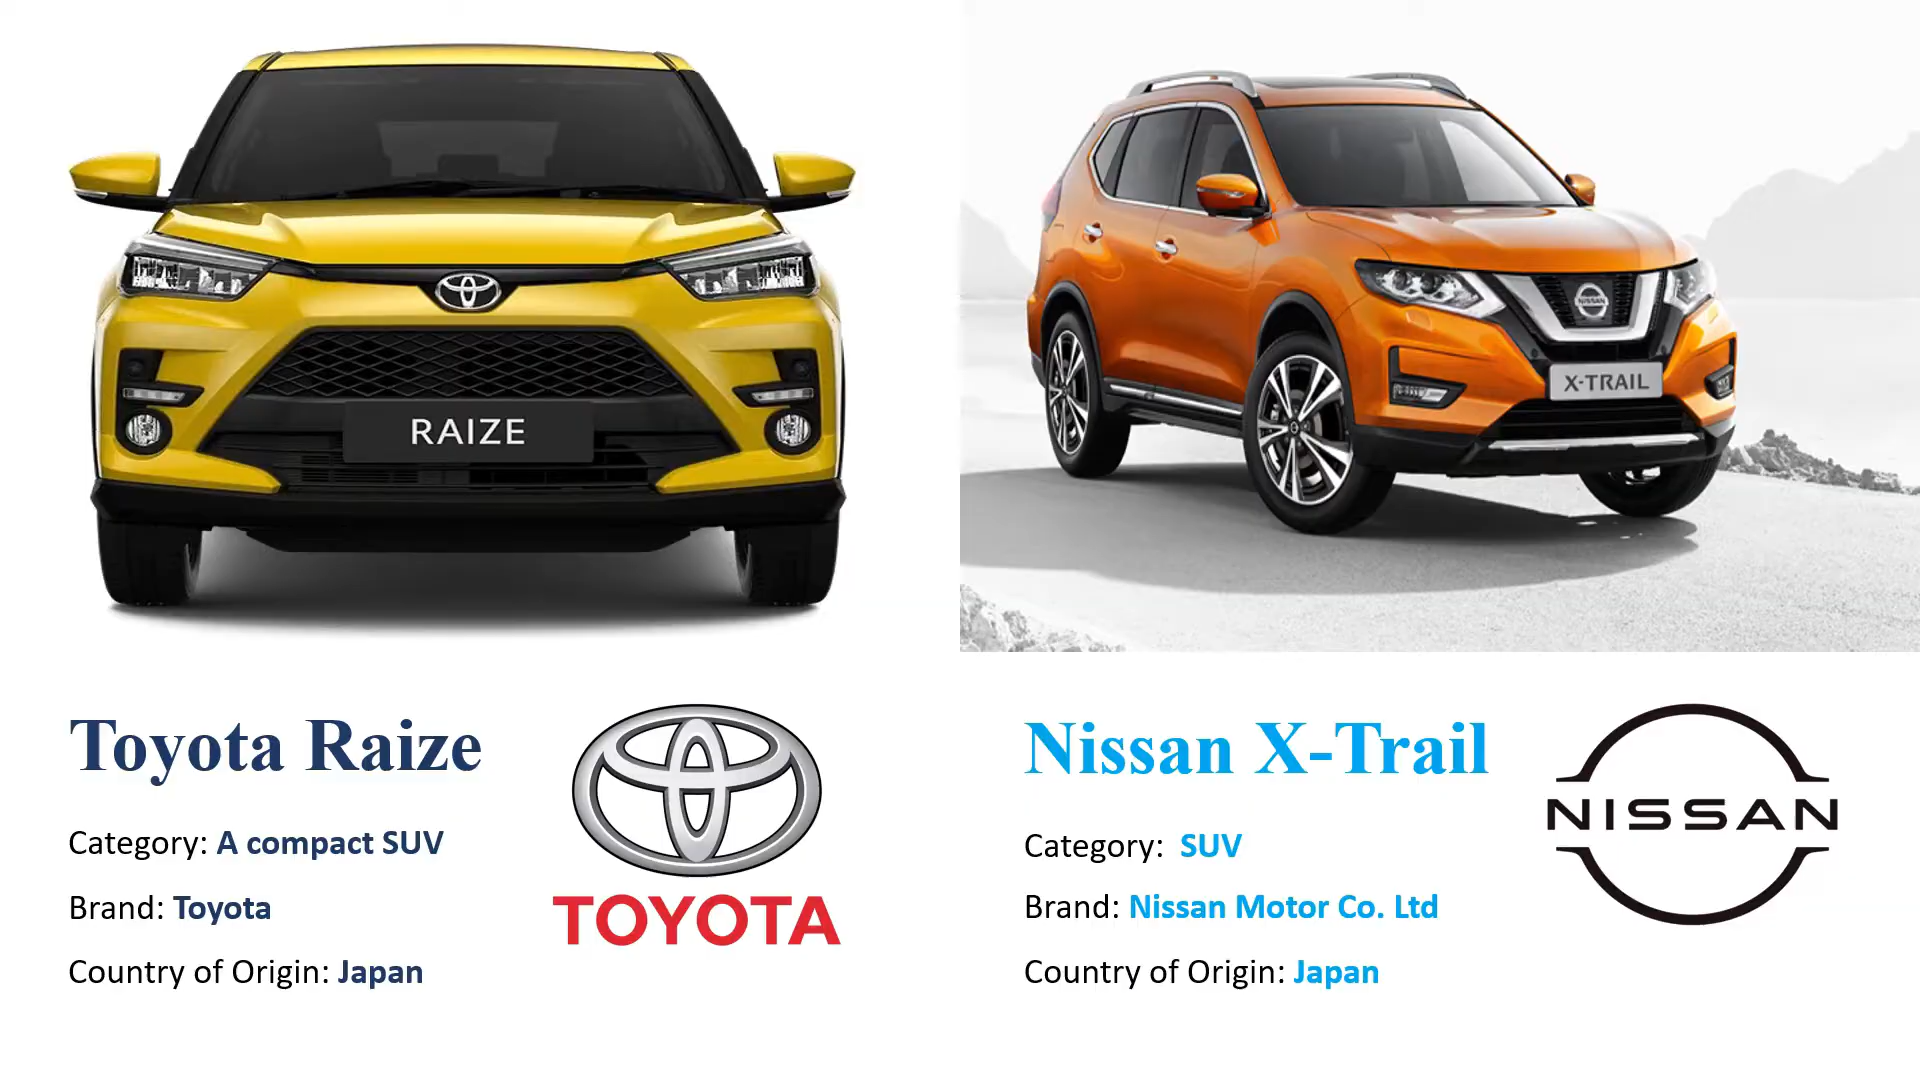 RAIZE
NISSAN
X-TRAIL
Toyota Raize
Category: A compact SUV
Brand: Toyota
Country of Origin: Japan
TOYOTA
Nissan X-Trail
Category: SUV
Brand: Nissan Motor Co. Ltd
Country of Origin: Japan
NISSAN